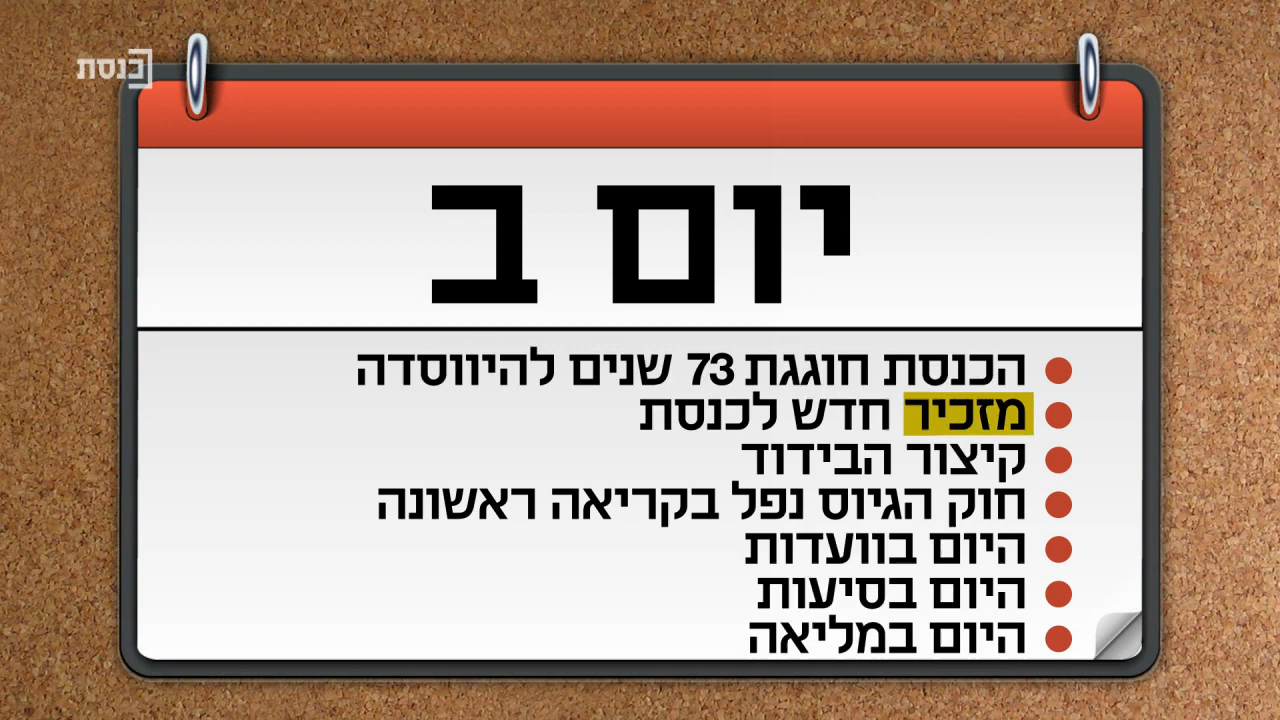 כנסת
יום ב
הכנסת חוגגת 73 שנים להיווסדה
מזכיר חדש לכנסת
קיצור הבידוד
חוק הגיוס נפל בקריאה ראשונה
היום בוועדות
היום בסיעות
היום במליאה